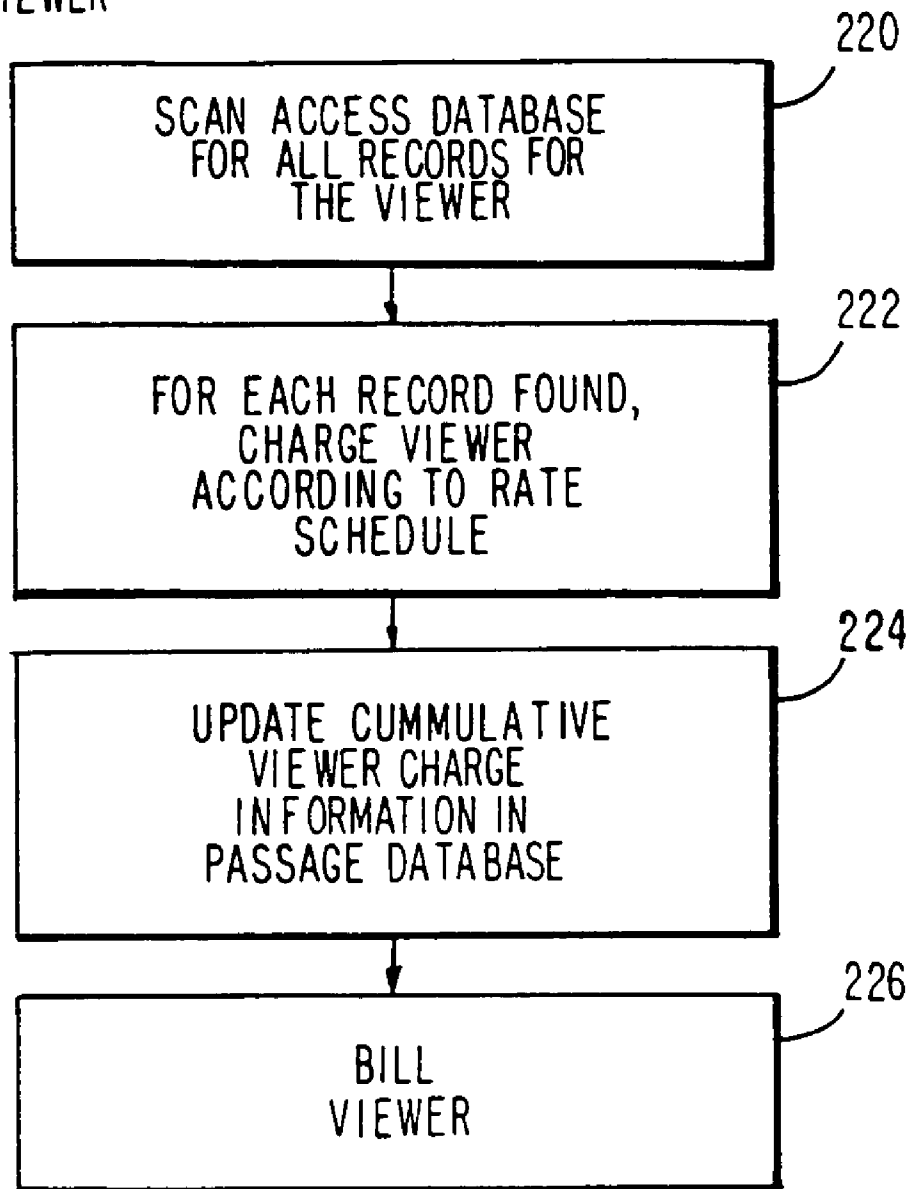 220
SCAN ACCESS DATABASE
FOR ALL RECORDS FOR
THE VIEWER
222
FOR EACH RECORD FOUND,
CHARGE VIEWER
ACCORDING TO RATE
SCHEDULE
224
UPDATE CUMMULATIVE
VIEWER CHARGE
INFORMATION IN
PASSAGE DATABASE
226
BILL
VIEWER